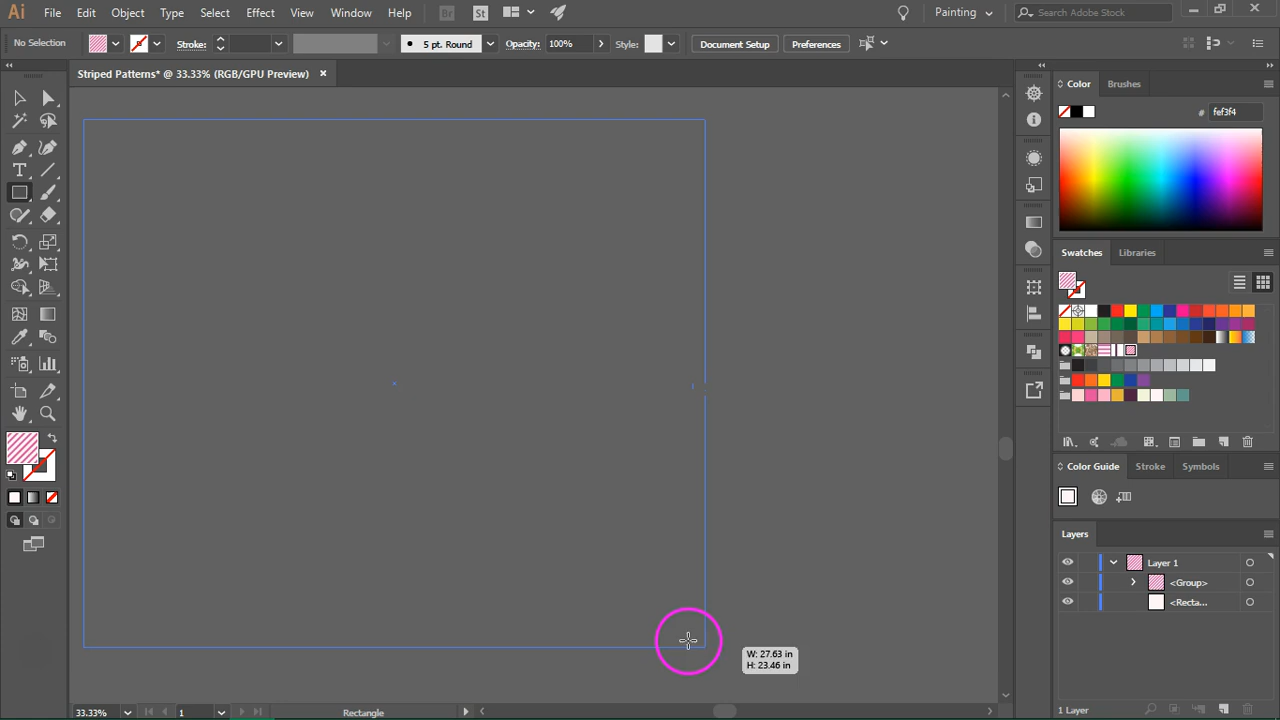 Ai File Edit Object Type Select Effect View Window Help Br St Painting Search Adobe Stock
No Selection Stroke: 5 pt. Round Opacity: 100% Style: Document Setup Preferences
Striped Patterns* @ 33.33% (RGB/GPU Preview) ×
Color Brushes
# fef3f4
Swatches Libraries
Color Guide Stroke Symbols
Layers
Layer 1
<Group>
<Recta...
W: 27.63 in
H: 23.46 in
33.33% 1 Rectangle 1 Layer